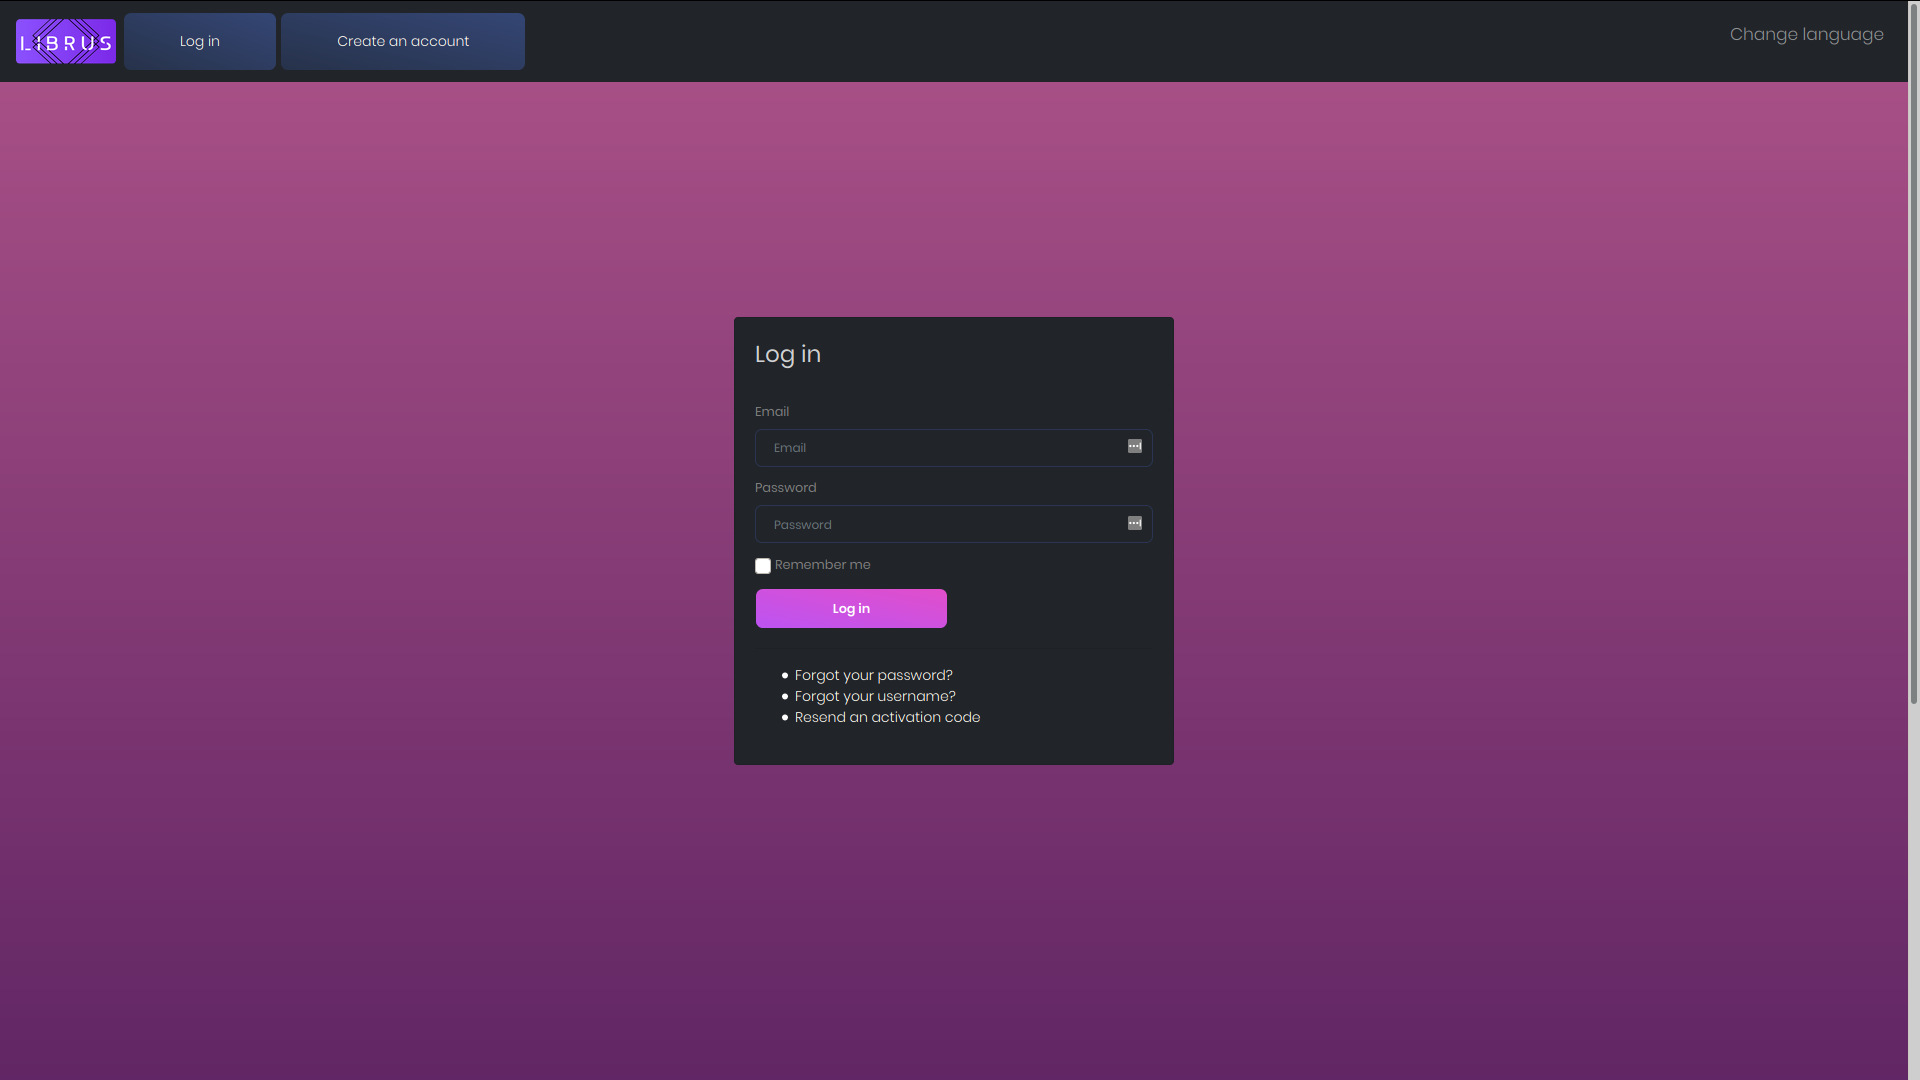 LIBRUS
Log in
Create an account
Change language
Log in
Email
Email
Password
Password
Remember me
Log in
Forgot your password?
Forgot your username?
Resend an activation code